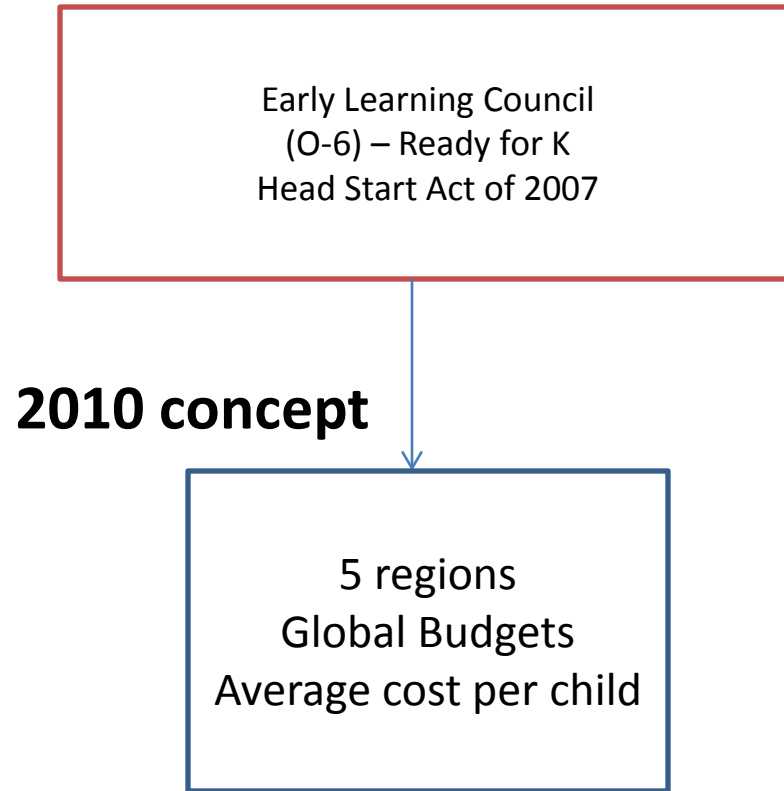 Early Learning Council
(O-6) – Ready for K
Head Start Act of 2007
2010 concept
5 regions
Global Budgets
Average cost per child